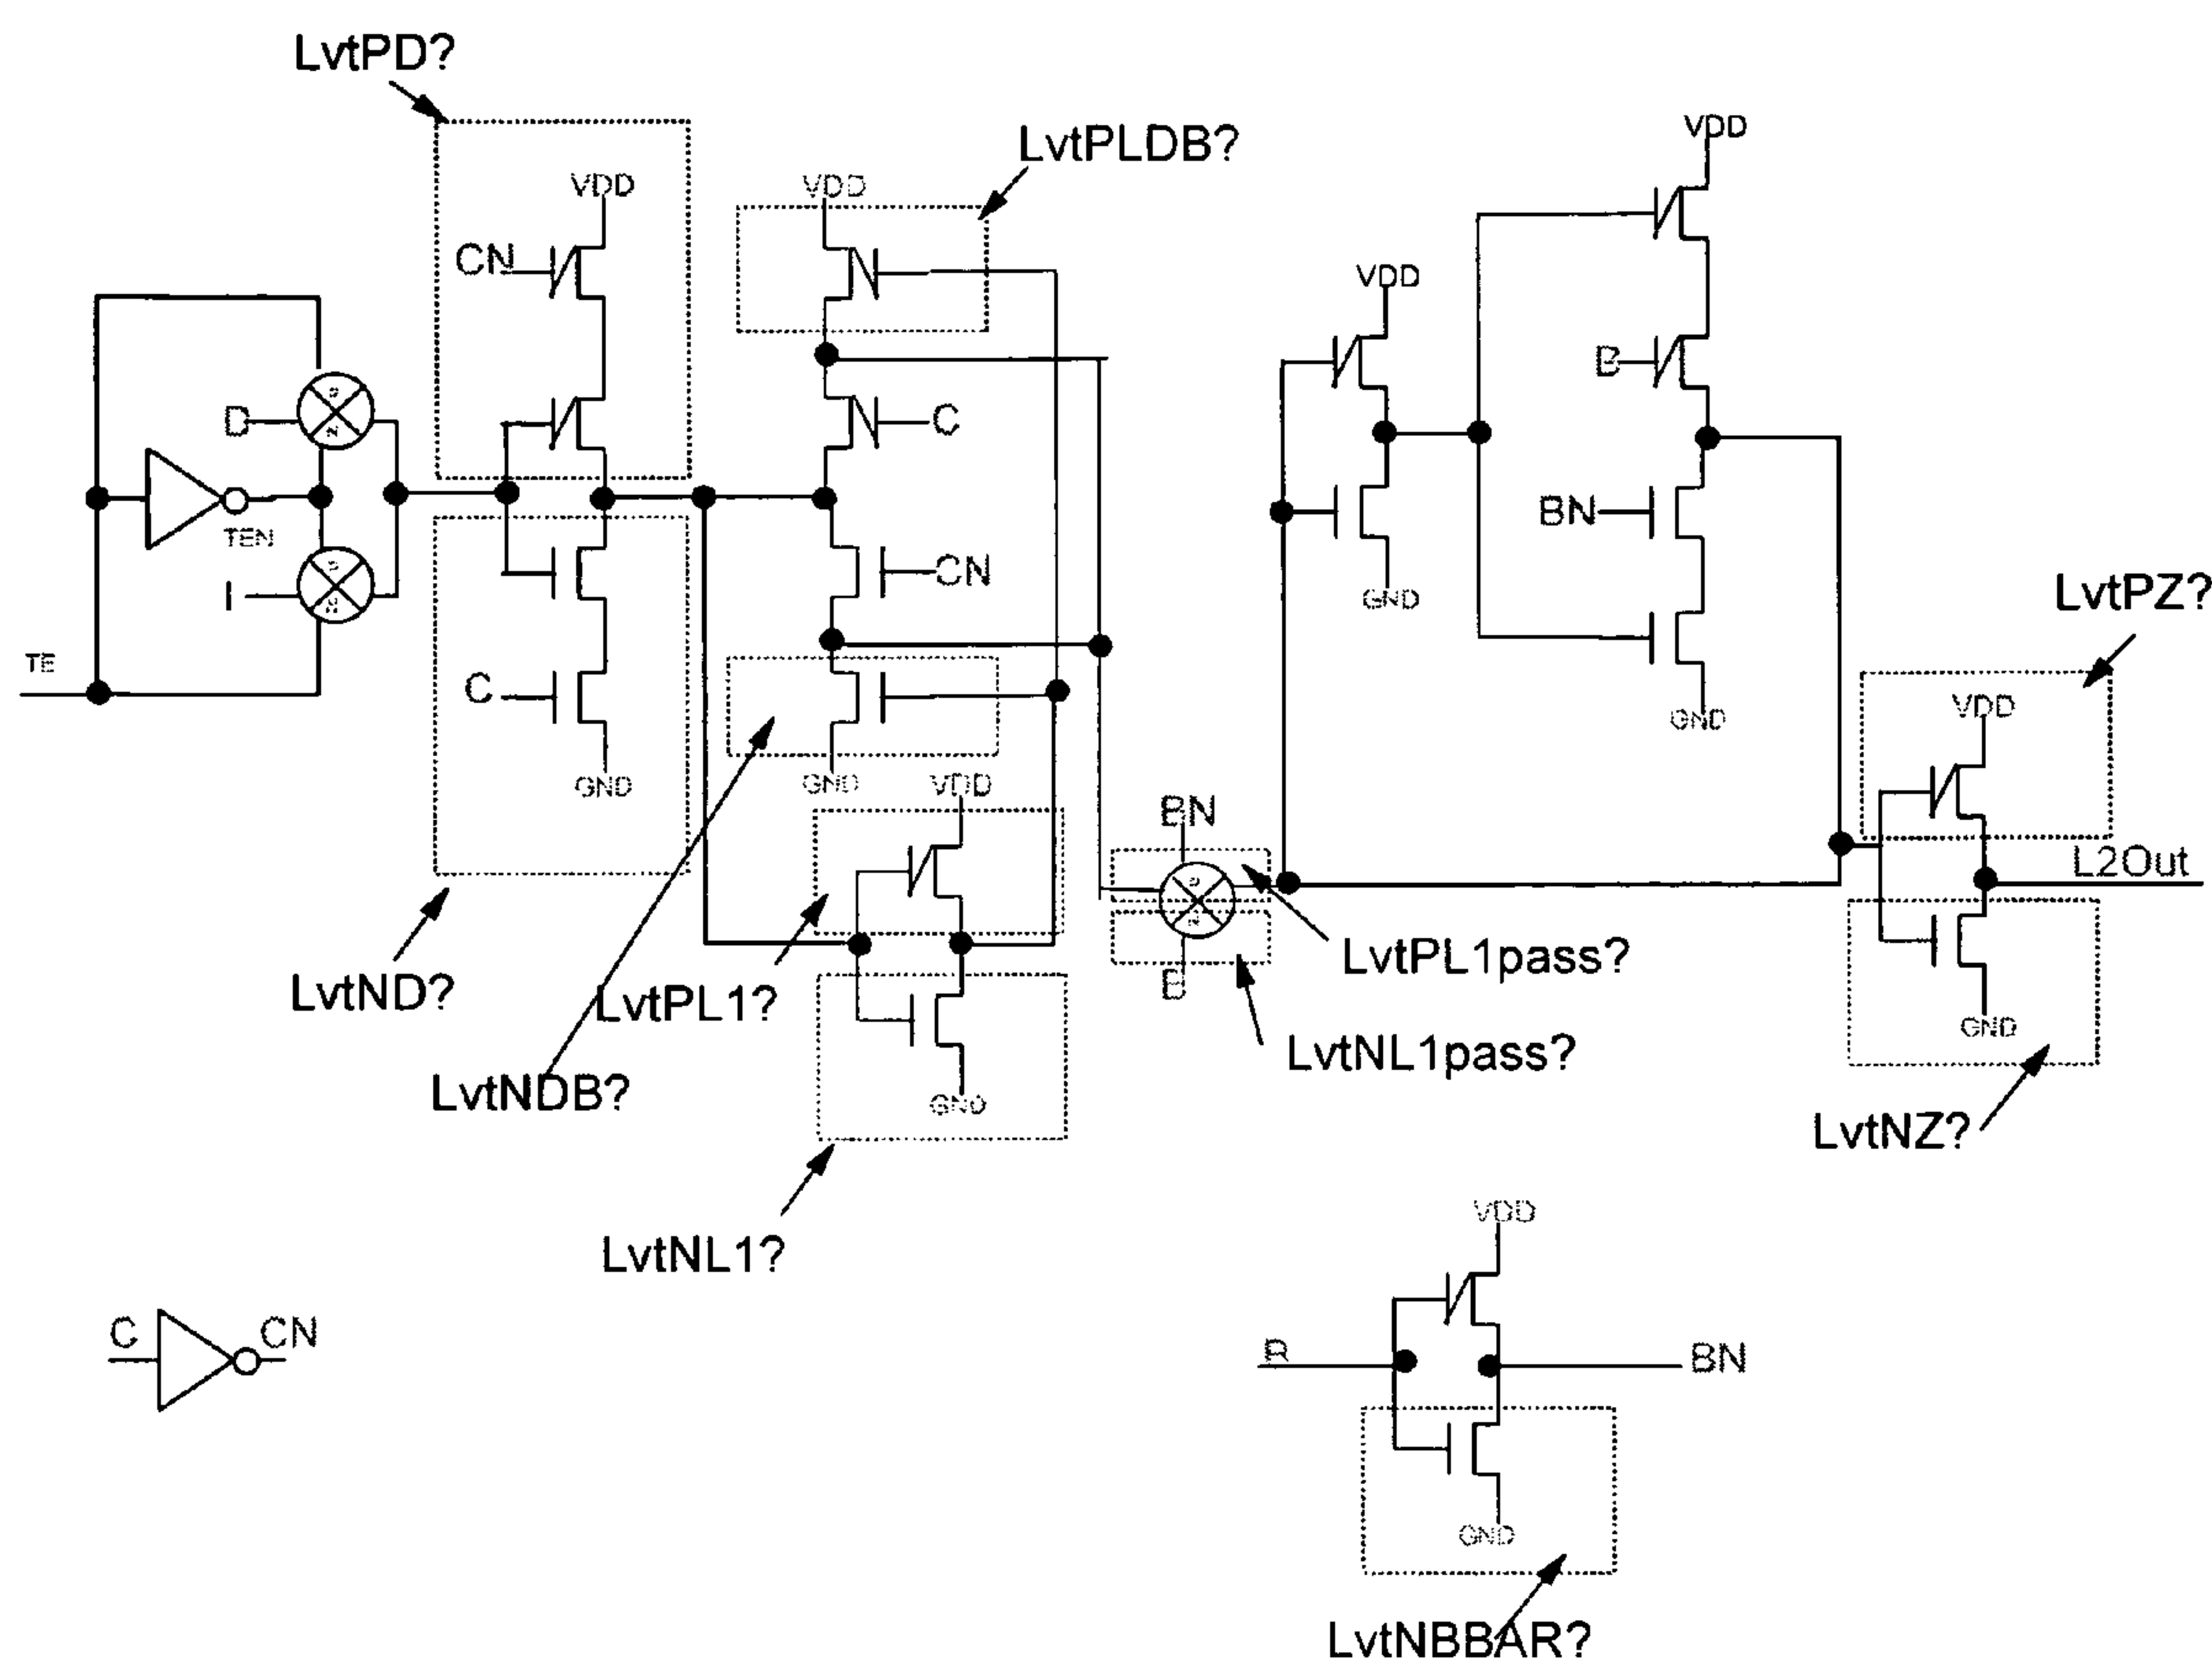 LvtPD?
LvtPLDB?
VDD
VDD
VDD
CN
VDD
D
C
B
TEN
BN
I
CN
GND
LvtPZ?
TE
C
GND
VDD
GND
GND
VDD
BN
L2Out
LvtPL1pass?
LvtND?
LvtPL1?
B
GND
LvtNL1pass?
LvtNDB?
GND
LvtNZ?
VDD
LvtNL1?
C
CN
B
BN
GND
LvtNBBAR?